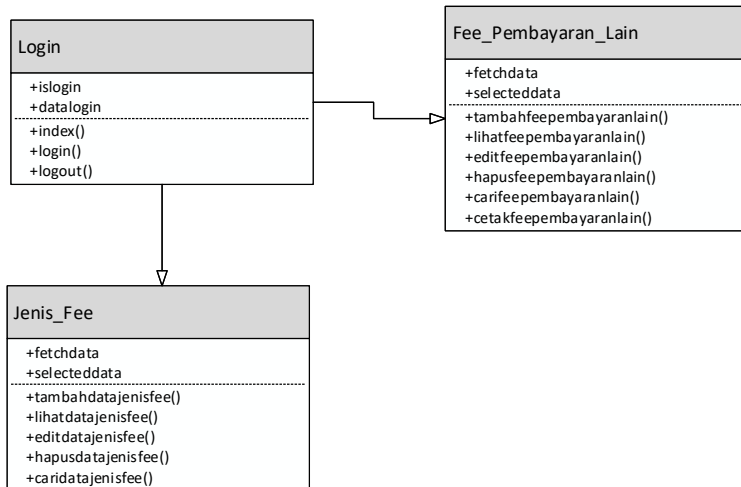 Login
+islogin
+datalogin
+index()
+login()
+logout()
Fee_Pembayaran_Lain
+fetchdata
+selecteddata
+tambahfeepembayaranlain()
+lihatfeepembayaranlain()
+editfeepembayaranlain()
+hapusfeepembayaranlain()
+carifeepembayaranlain()
+cetakfeepembayaranlain()
Jenis_Fee
+fetchdata
+selecteddata
+tambahdatajenisfee()
+lihatdatajenisfee()
+editdatajenisfee()
+hapusdatajenisfee()
+caridatajenisfee()